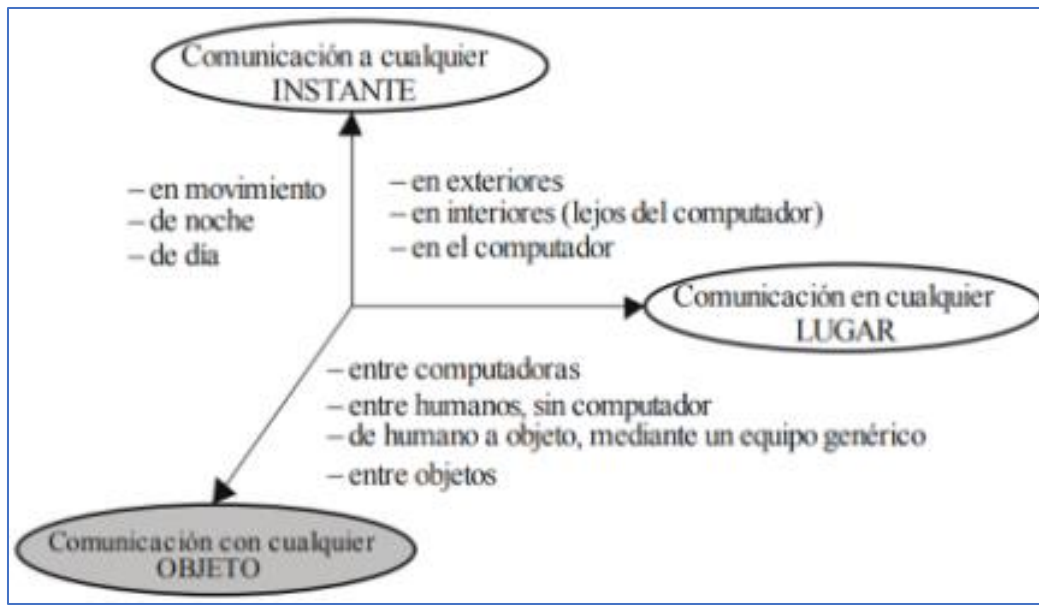 Comunicación a cualquier
INSTANTE
– en movimiento
– de noche
– de día
– en exteriores
– en interiores (lejos del computador)
– en el computador
Comunicación en cualquier
LUGAR
– entre computadoras
– entre humanos, sin computador
– de humano a objeto, mediante un equipo genérico
– entre objetos
Comunicación con cualquier
OBJETO